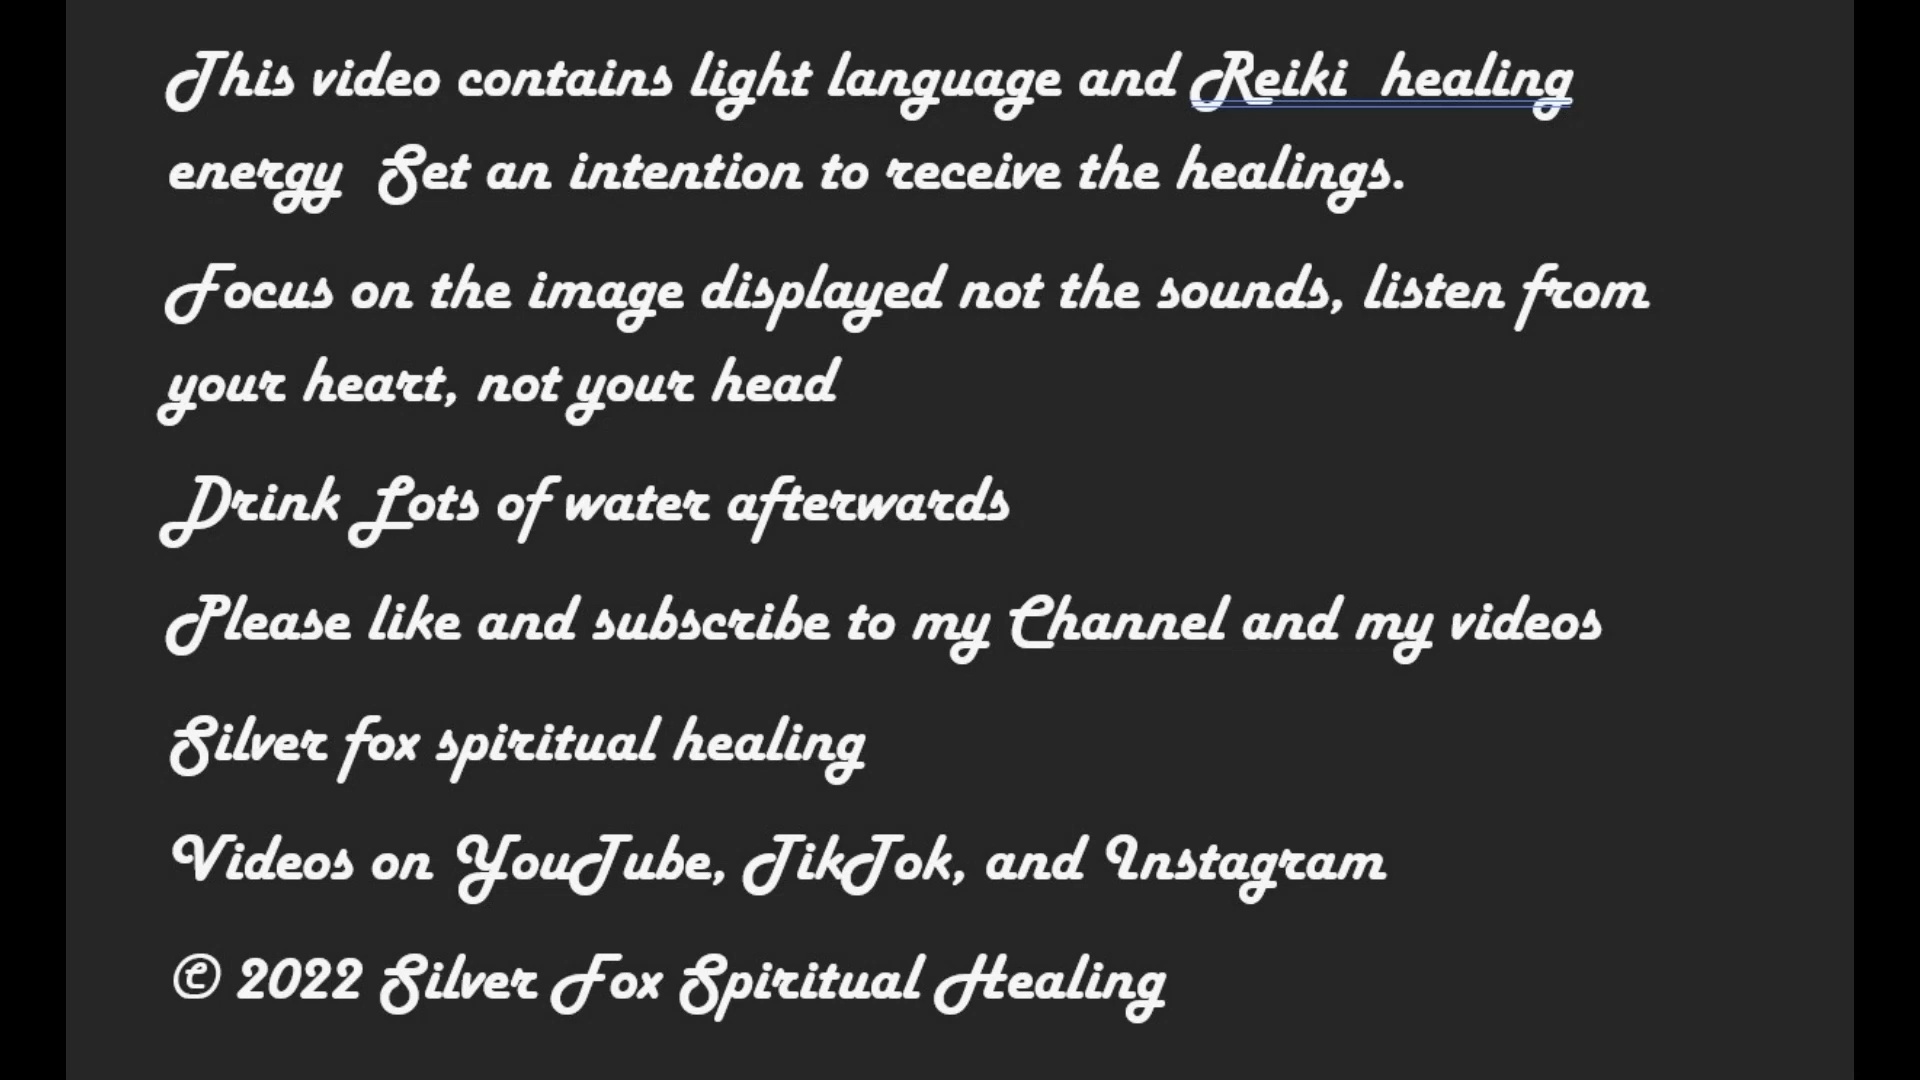 This video contains light language and Reiki  healing
energy  Set an intention to receive the healings.
Focus on the image displayed not the sounds, listen from
your heart, not your head
Drink Lots of water afterwards
Please like and subscribe to my Channel and my videos
Silver fox spiritual healing
Videos on YouTube, TikTok, and Instagram
© 2022 Silver Fox Spiritual Healing